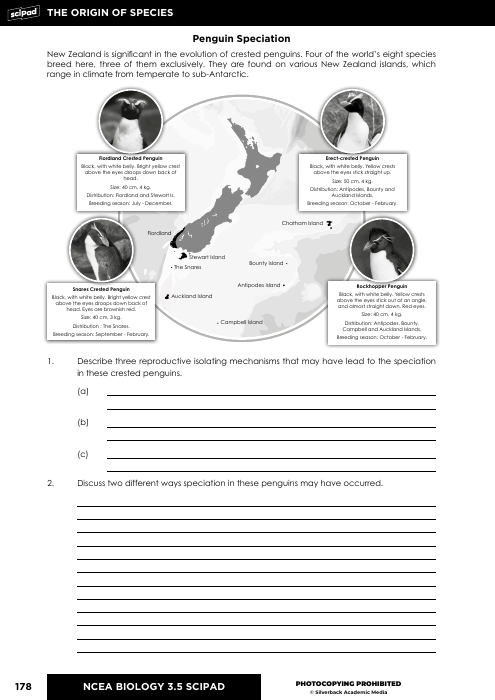 scipad THE ORIGIN OF SPECIES
Penguin Speciation
New Zealand is significant in the evolution of crested penguins. Four of the world's eight species
breed here, three of them exclusively. They are found on various New Zealand islands, which
range in climate from temperate to sub-Antarctic.
Fiordland Crested Penguin
Black, with white belly. Bright yellow crest
above the eyes droops down back of
head.
Size: 40 cm, 4 kg.
Distribution: Fiordland and Stewart Is.
Breeding season: July - December.
Erect-crested Penguin
Black, with white belly. Yellow crests
above the eyes stick straight up.
Size: 50 cm, 4 kg.
Distribution: Antipodes, Bounty and
Auckland Islands.
Breeding season: October - February.
Chatham Island
Fiordland
Stewart Island
The Snares
Bounty Island
Antipodes Island
Auckland Island
Campbell Island
Snares Crested Penguin
Black, with white belly. Bright yellow crest
above the eyes droops down back of
head. Eyes are brownish red.
Size: 40 cm, 3 kg.
Distribution : The Snares.
Breeding season: September - February.
Rockhopper Penguin
Black, with white belly. Yellow crests
above the eyes stick out at an angle,
and almost straight down. Red eyes.
Size: 40 cm, 4 kg.
Distribution: Antipodes, Bounty,
Campbell and Auckland Islands.
Breeding season: October - February.
1. Describe three reproductive isolating mechanisms that may have lead to the speciation
in these crested penguins.
(a)
(b)
(c)
2. Discuss two different ways speciation in these penguins may have occurred.
178 NCEA BIOLOGY 3.5 SCIPAD
PHOTOCOPYING PROHIBITED
© Silverback Academic Media